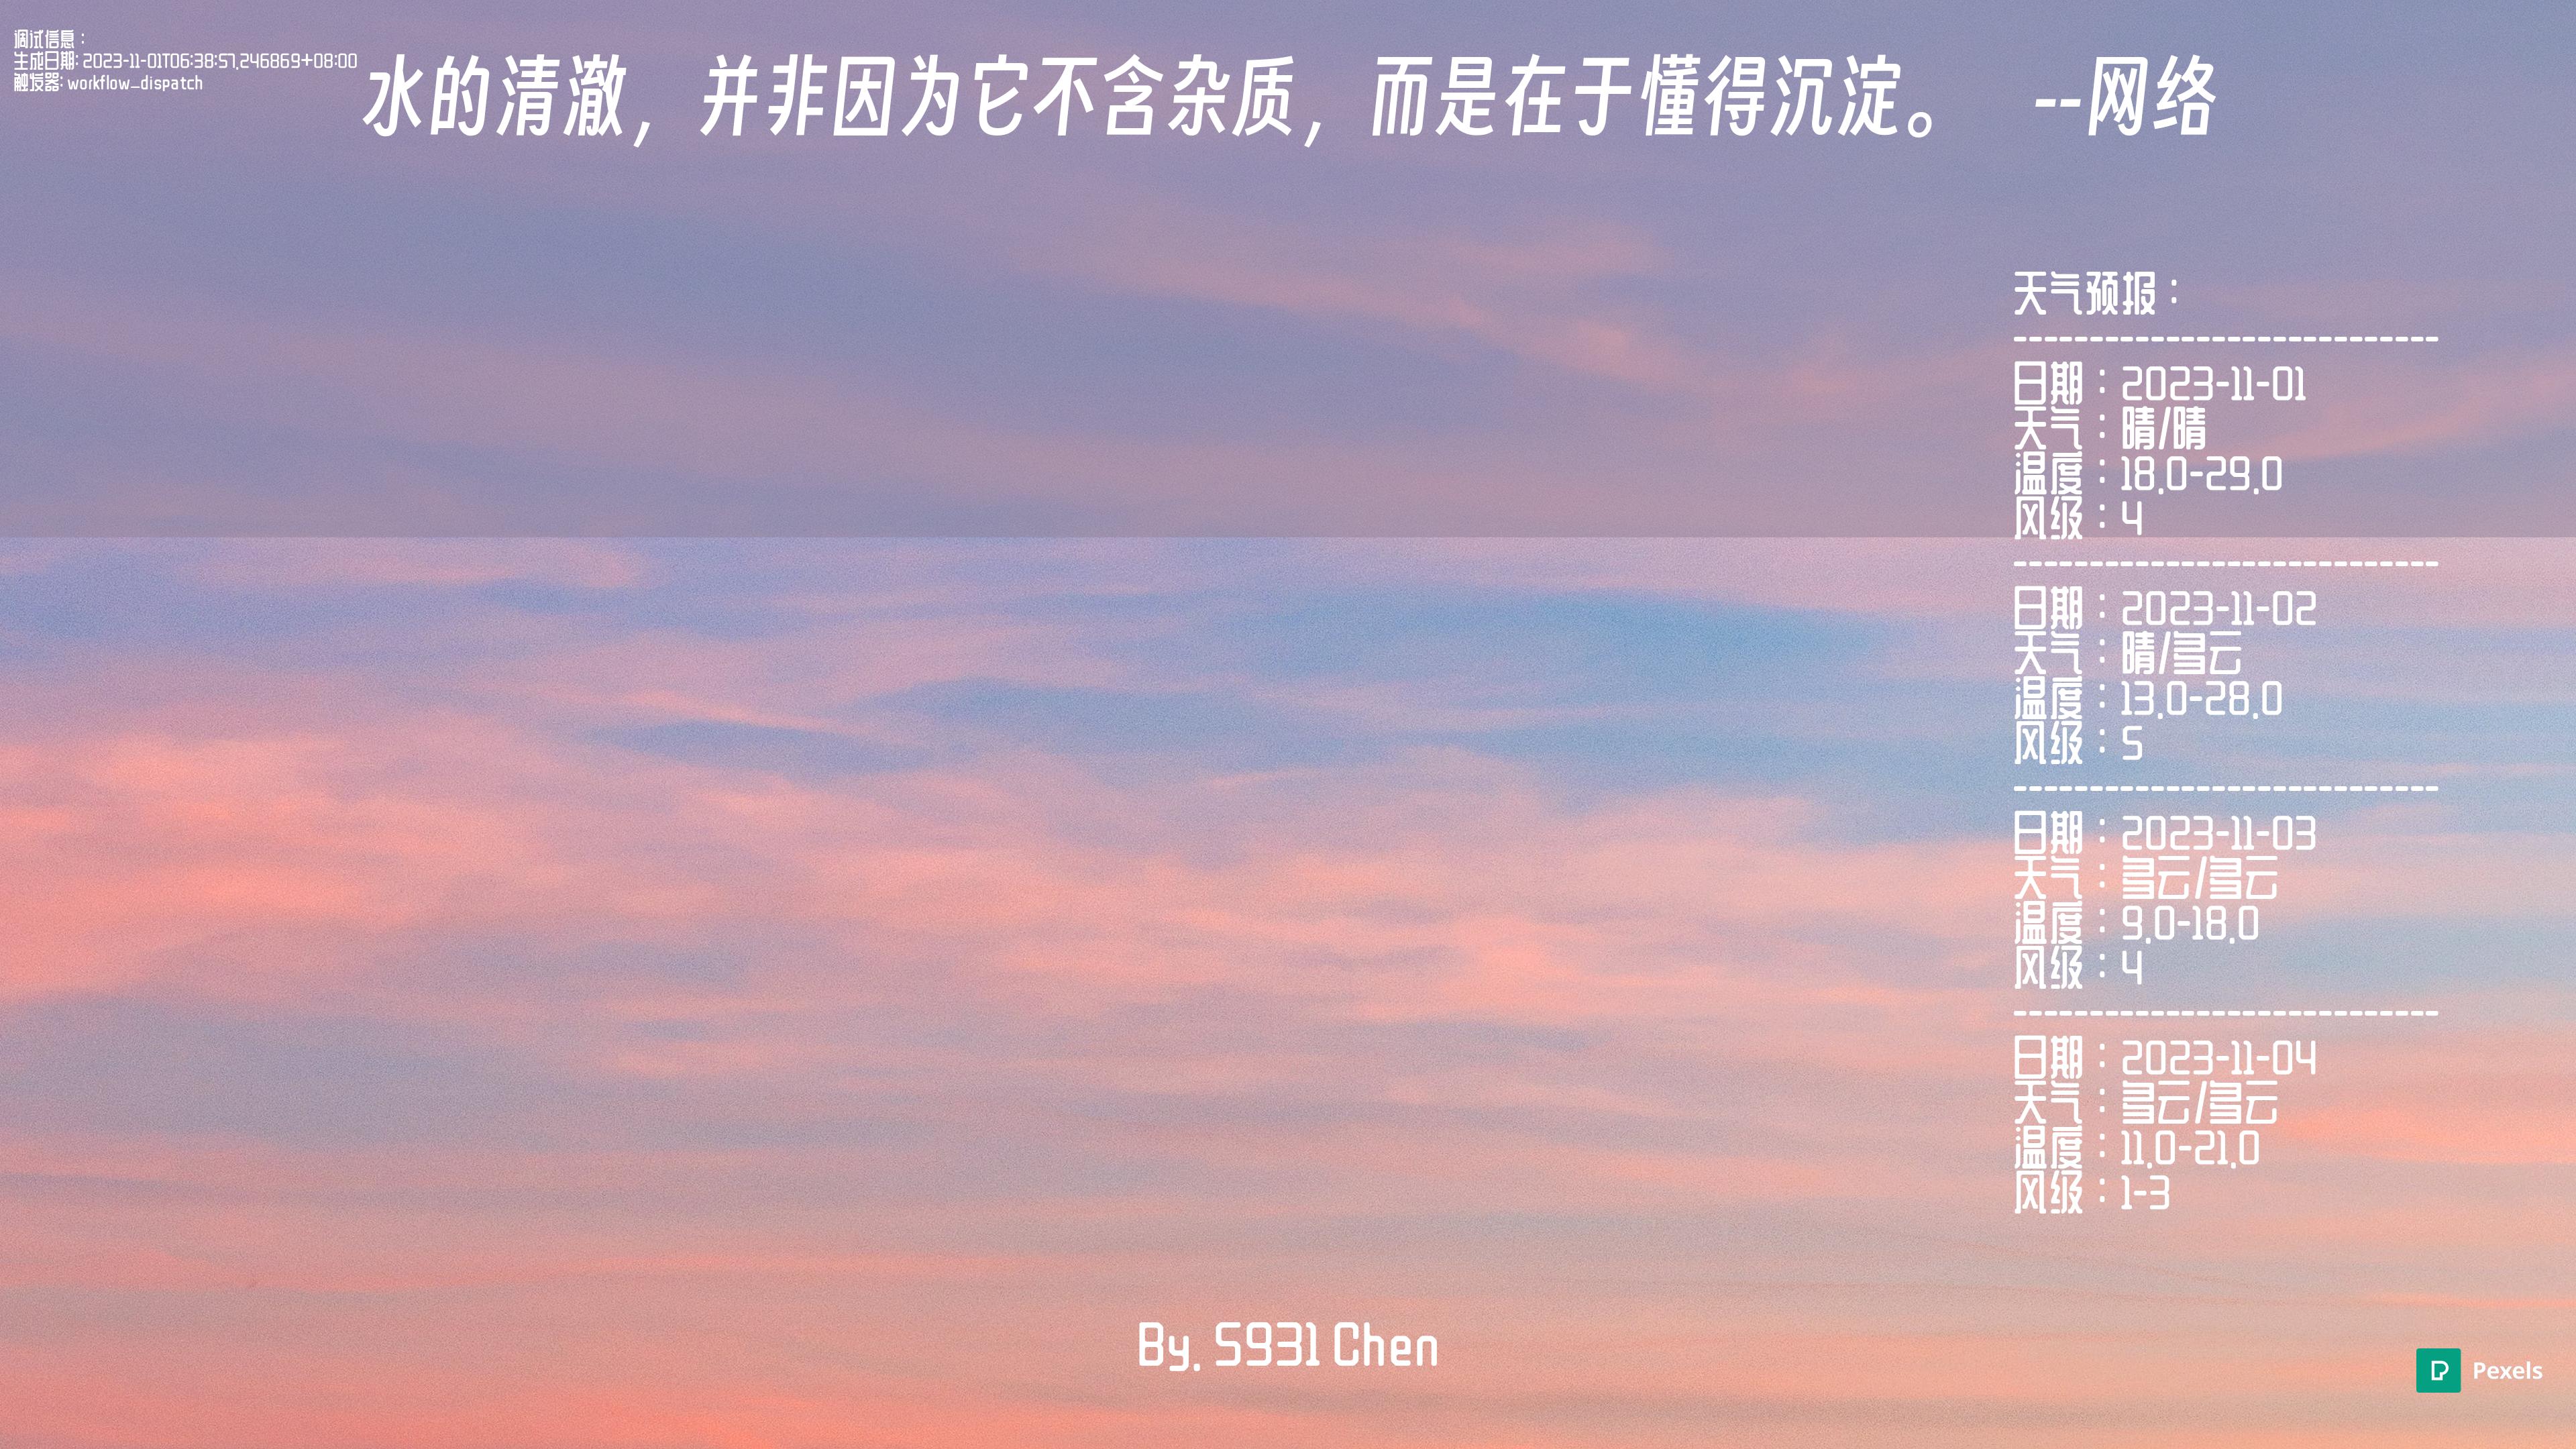 调试信息：
生成日期: 2023-11-01T06:38:57.246869+08:00
触发器: workflow_dispatch
水的清澈，并非因为它不含杂质，而是在于懂得沉淀。 --网络
天气预报：
----------------------------
日期：2023-11-01
天气：晴/晴
温度：18.0-29.0
风级：4
----------------------------
日期：2023-11-02
天气：晴/多云
温度：13.0-28.0
风级：5
----------------------------
日期：2023-11-03
天气：多云/多云
温度：9.0-18.0
风级：4
----------------------------
日期：2023-11-04
天气：多云/多云
温度：11.0-21.0
风级：1-3
By. S931 Chen
Pexels